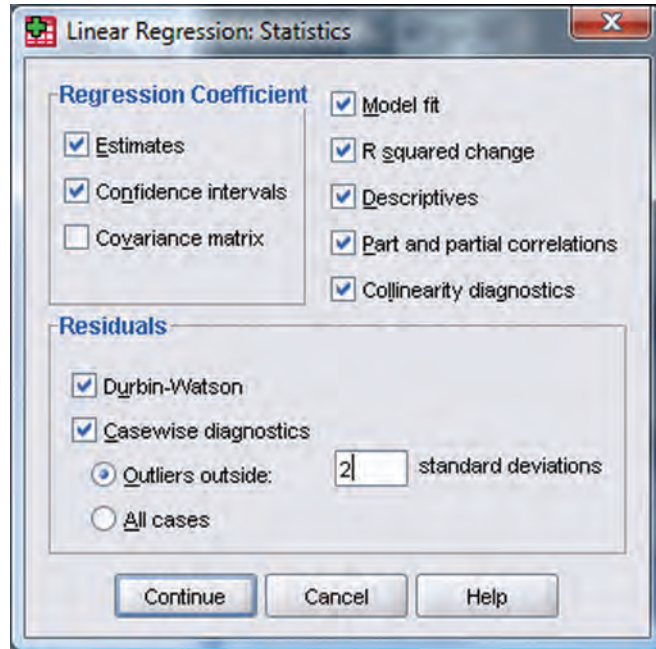 Linear Regression: Statistics
Regression Coefficient
Estimates
Confidence intervals
Covariance matrix
Model fit
R squared change
Descriptives
Part and partial correlations
Collinearity diagnostics
Residuals
Durbin-Watson
Casewise diagnostics
Outliers outside: 2 standard deviations
All cases
Continue Cancel Help